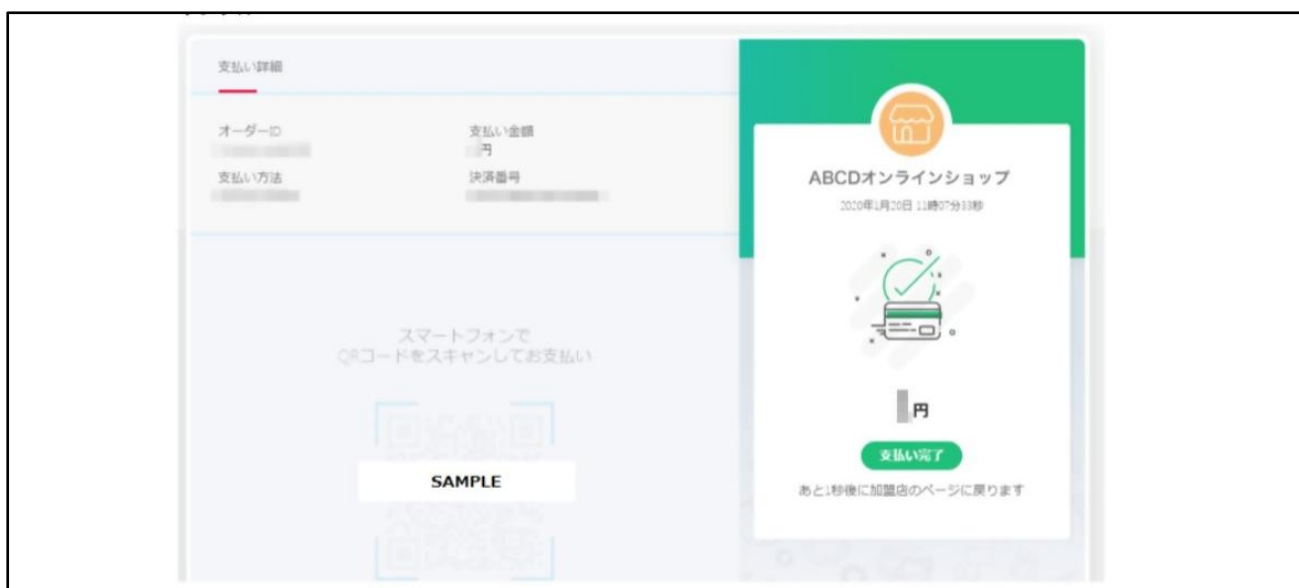 支払い詳細
オーダーID
支払い金額
円
支払い方法
決済番号
スマートフォンで
QRコードをスキャンしてお支払い
SAMPLE
ABCDオンラインショップ
2020年1月20日 11時07分33秒
円
支払い完了
あと1秒後に加盟店のページに戻ります